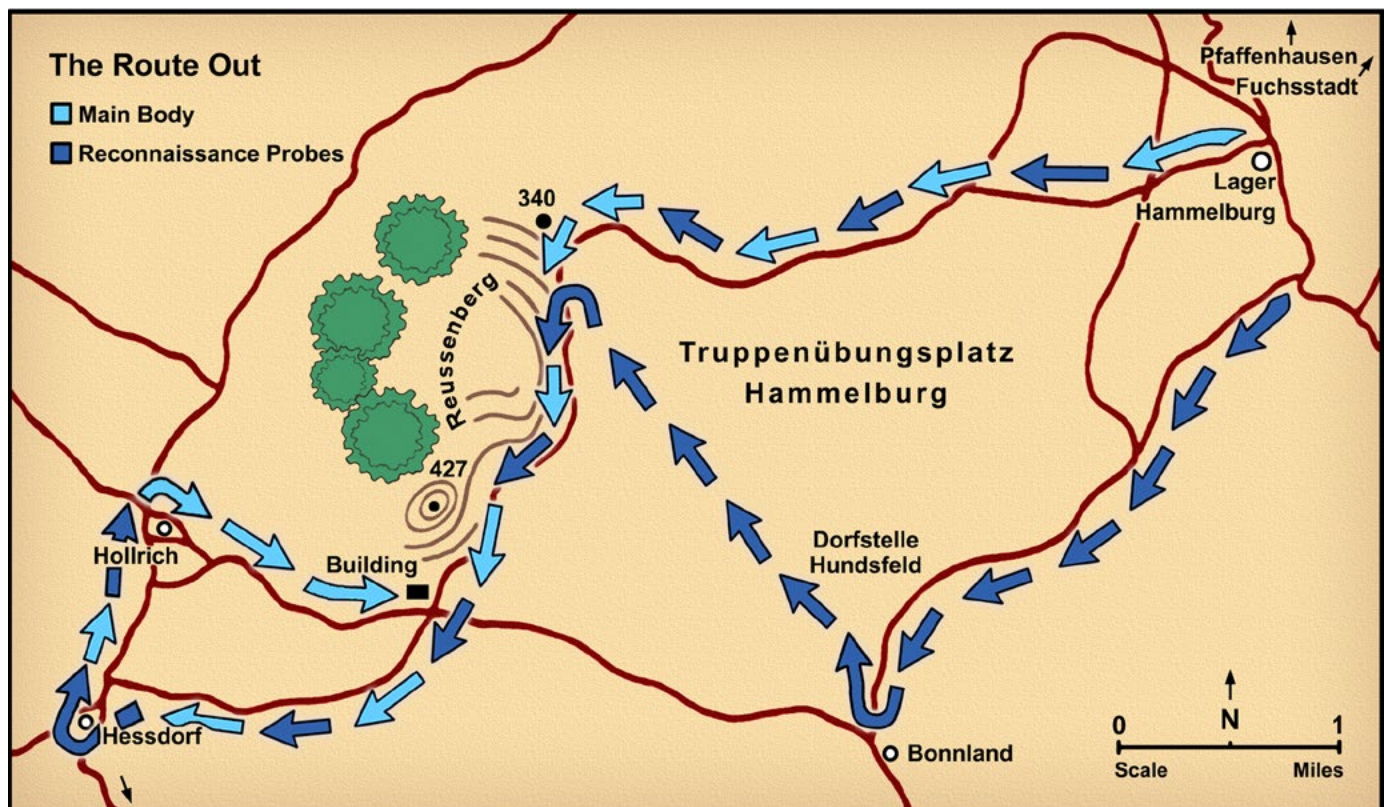 The Route Out
Main Body
Reconnaissance Probes
Pfaffenhausen
Fuchsstadt
Lager
Hammelburg
340
Reussenberg
Truppenübungsplatz
Hammelburg
427
Hollrich
Building
Dorfstelle
Hundsfeld
Hessdorf
Bonnland
0 N 1
Scale Miles